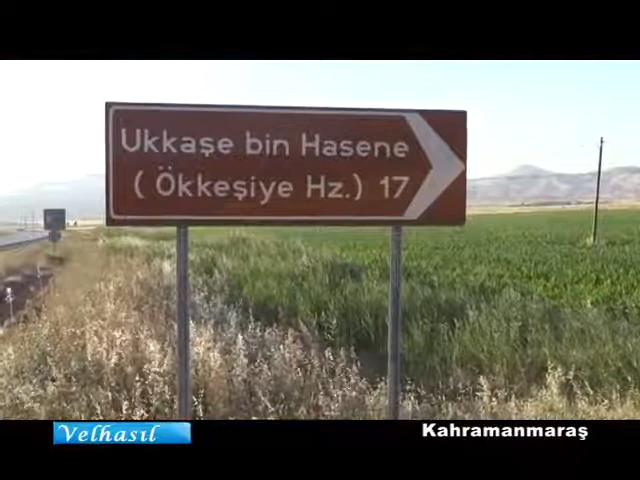 Ukkaşe bin Hasene
(Ökkeşiye Hz.) 17
Velhasıl
Kahramanmaraş